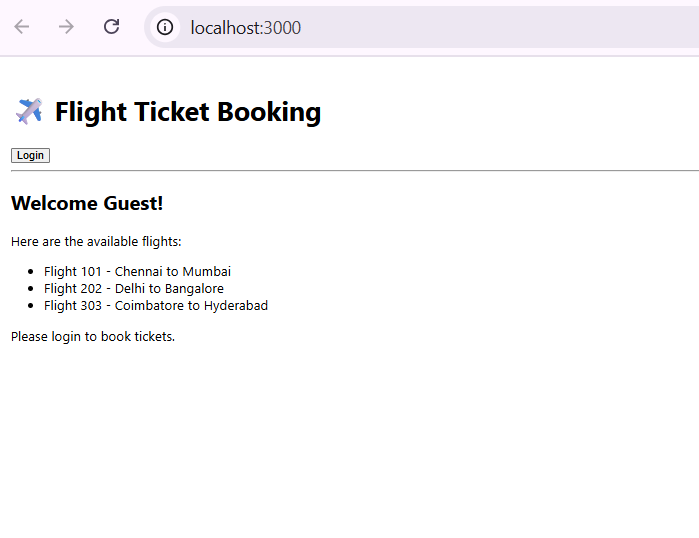 localhost:3000
✈️ Flight Ticket Booking
Login
Welcome Guest!
Here are the available flights:
• Flight 101 - Chennai to Mumbai
• Flight 202 - Delhi to Bangalore
• Flight 303 - Coimbatore to Hyderabad
Please login to book tickets.